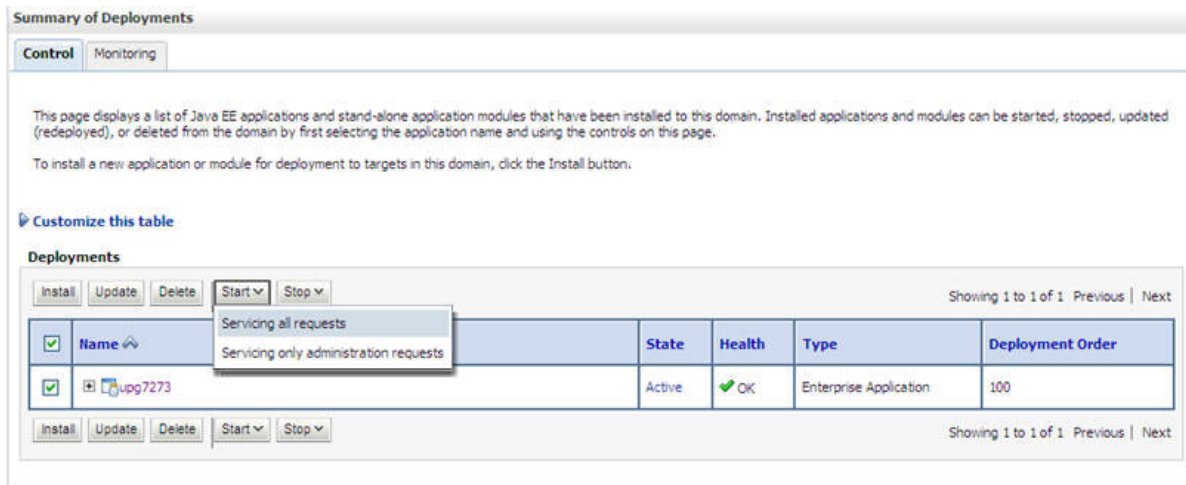 Summary of Deployments
Control Monitoring
This page displays a list of Java EE applications and stand-alone application modules that have been installed to this domain. Installed applications and modules can be started, stopped, updated
(redeployed), or deleted from the domain by first selecting the application name and using the controls on this page.
To install a new application or module for deployment to targets in this domain, click the Install button.
Customize this table
Deployments
Install Update Delete Start Stop Showing 1 to 1 of 1 Previous | Next
Servicing all requests
Servicing only administration requests
Name State Health Type Deployment Order
upg7273 Active OK Enterprise Application 100
Install Update Delete Start Stop Showing 1 to 1 of 1 Previous | Next